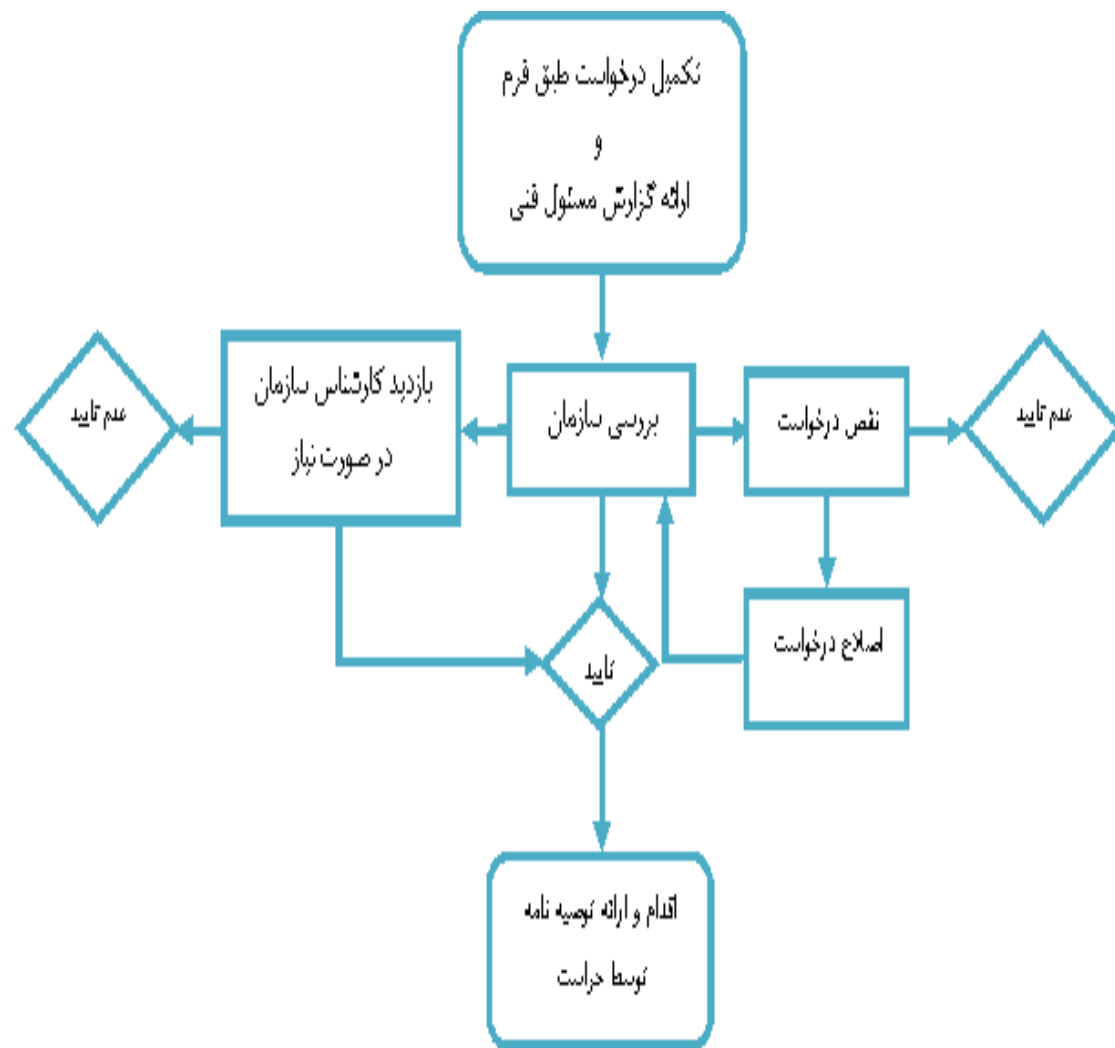 تکمیل درخواست طبق فرم
و
ارائه گزارش مسئول فنی
عدم تایید
نقص درخواست
بررسی سازمان
بازدید کارشناس سازمان
در صورت نیاز
عدم تایید
اصلاح درخواست
تایید
اقدام و ارائه توصیه نامه
توسط حراست